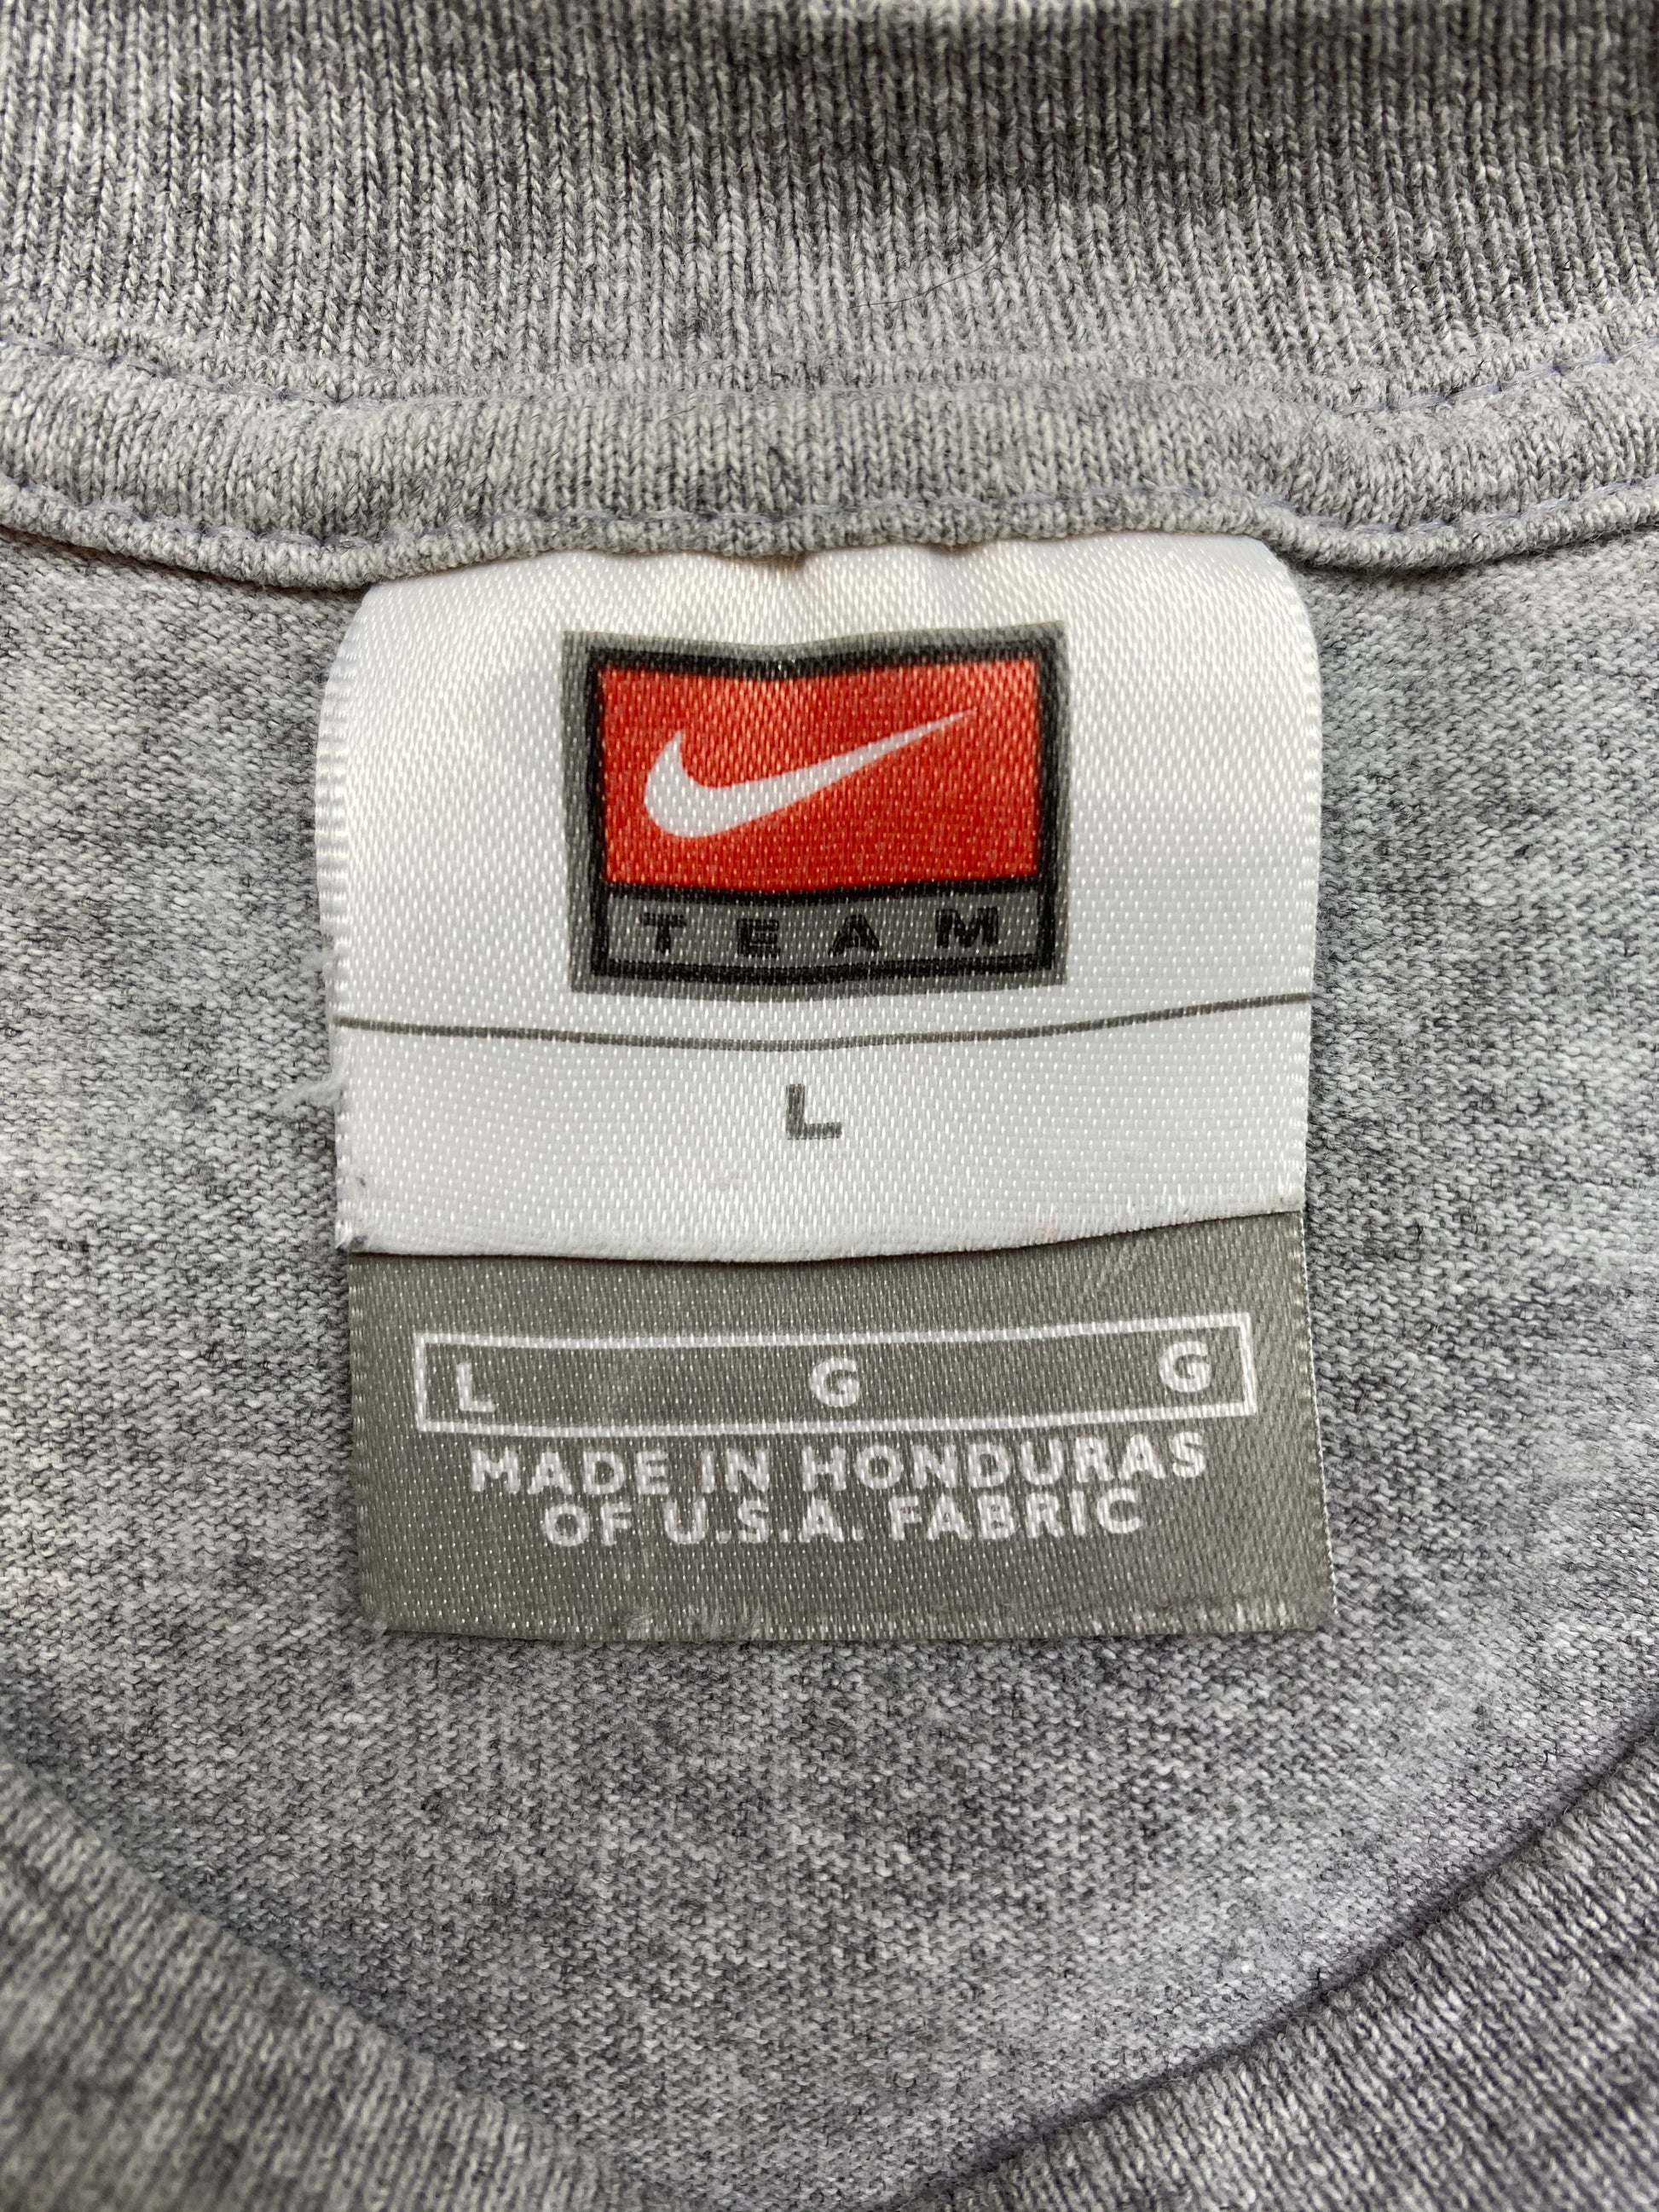 TEAM
L
L G G
MADE IN HONDURAS
OF U.S.A. FABRIC